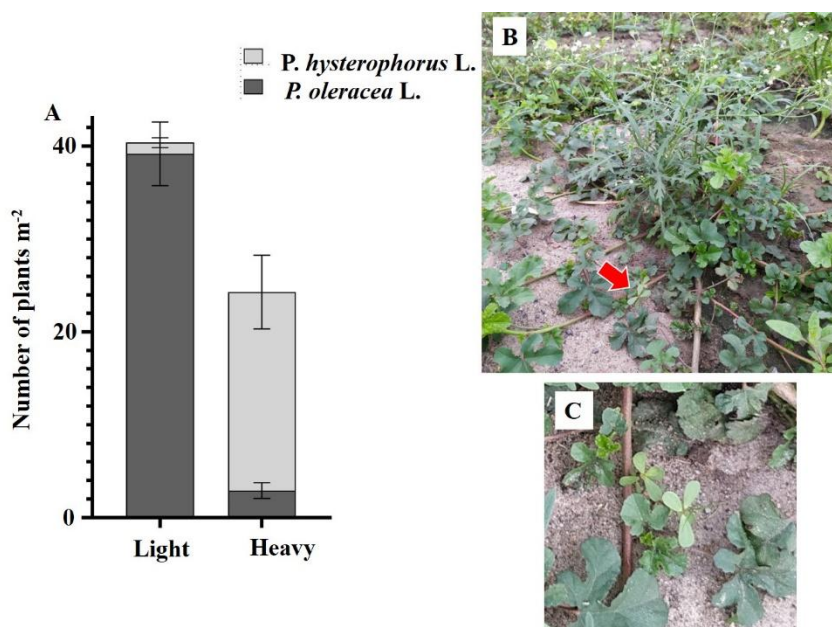 P. hysterophorus L.
P. oleracea L.
A
40
20
0
Number of plants m⁻²
Light
Heavy
B
C